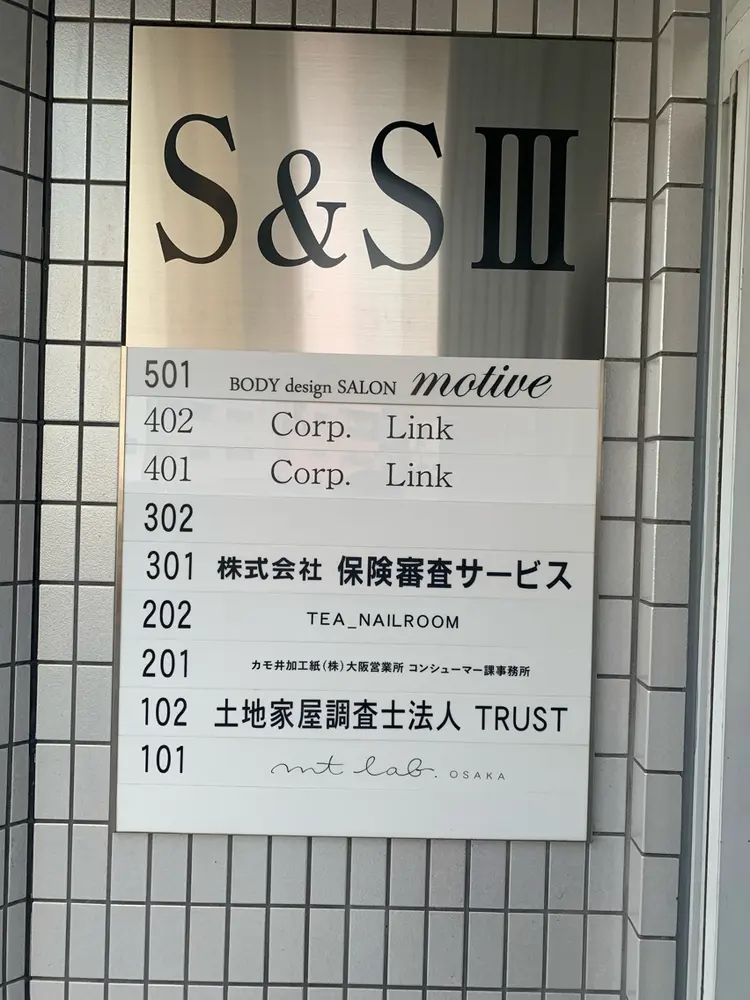 S&S III
501 BODY design SALON motive
402 Corp. Link
401 Corp. Link
302
301 株式会社 保険審査サービス
202 TEA_NAILROOM
201 カモ井加工紙(株)大阪営業所 コンシューマー課事務所
102 土地家屋調査士法人 TRUST
101 mt lab. OSAKA